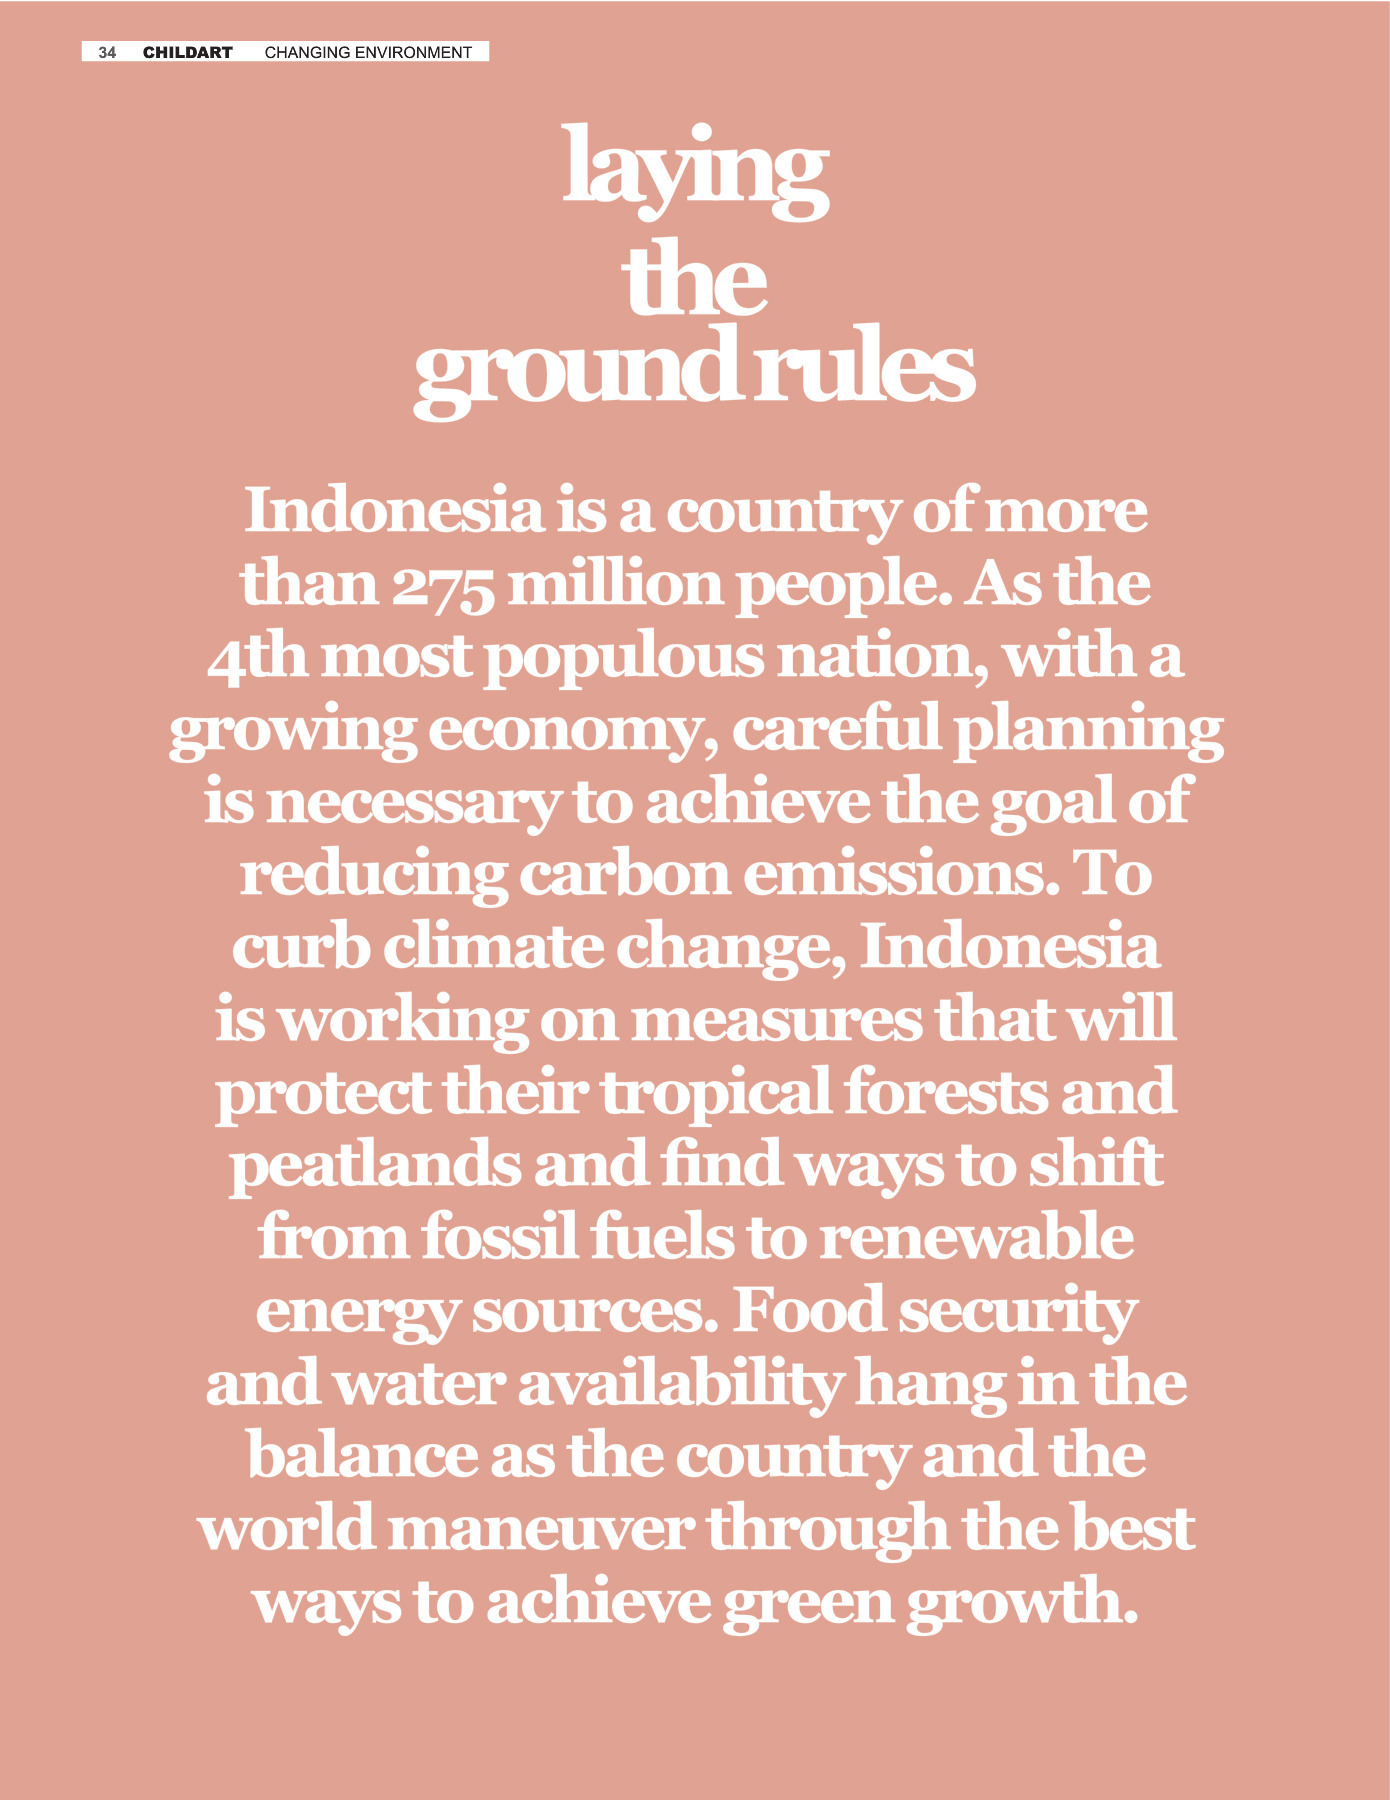 34 CHILDART CHANGING ENVIRONMENT
laying
the
ground rules
Indonesia is a country of more
than 275 million people. As the
4th most populous nation, with a
growing economy, careful planning
is necessary to achieve the goal of
reducing carbon emissions. To
curb climate change, Indonesia
is working on measures that will
protect their tropical forests and
peatlands and find ways to shift
from fossil fuels to renewable
energy sources. Food security
and water availability hang in the
balance as the country and the
world maneuver through the best
ways to achieve green growth.